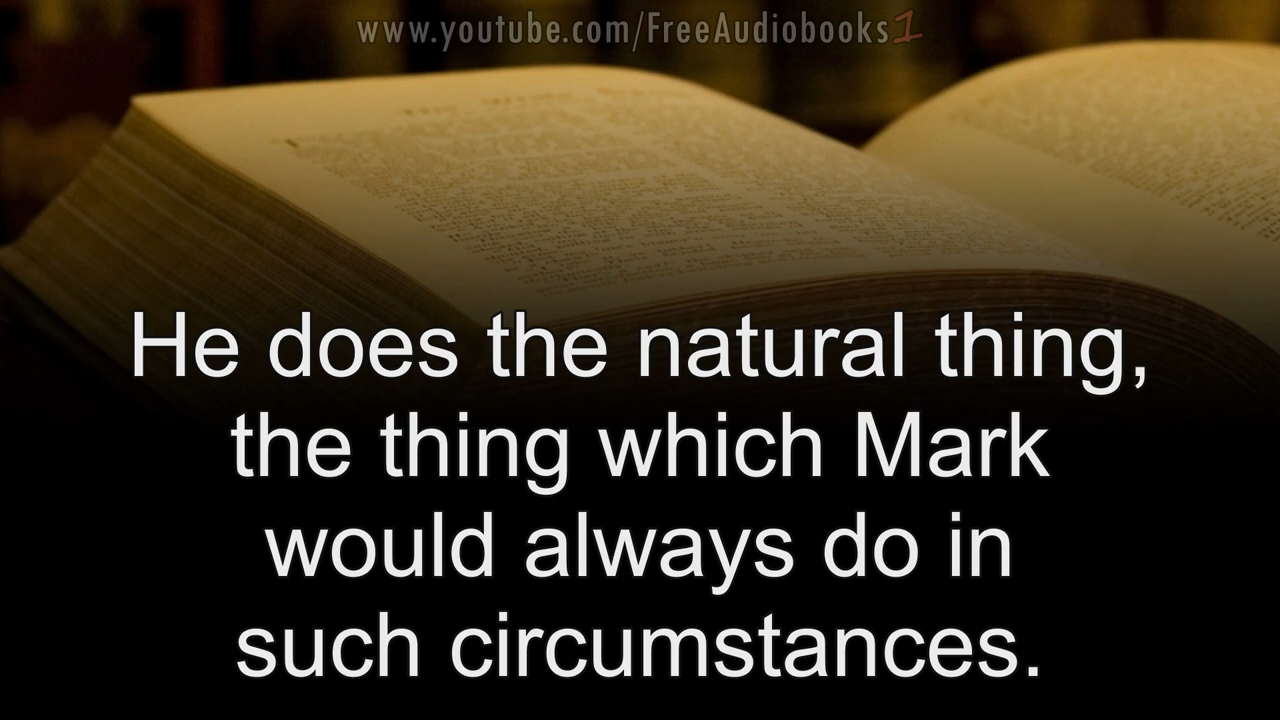 www.youtube.com/FreeAudiobooks1
He does the natural thing,
the thing which Mark
would always do in
such circumstances.